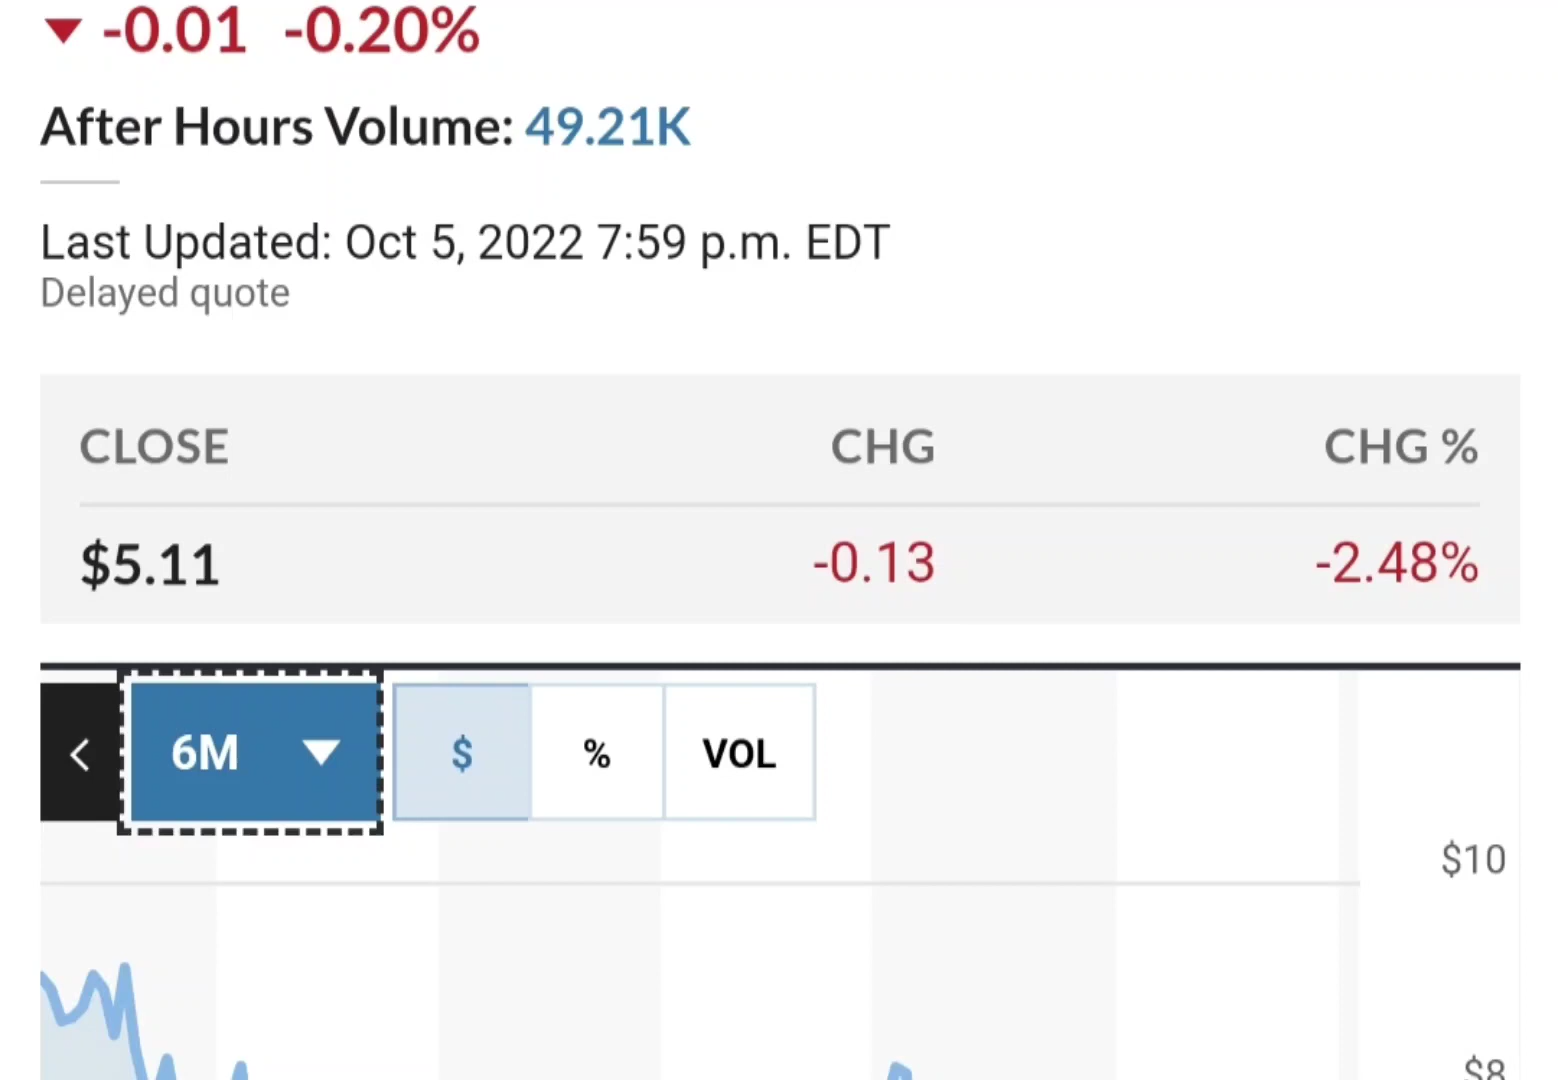 -0.01 -0.20%
After Hours Volume: 49.21K
Last Updated: Oct 5, 2022 7:59 p.m. EDT
Delayed quote
CLOSE CHG CHG %
$5.11 -0.13 -2.48%
6M $ % VOL
$10
$8